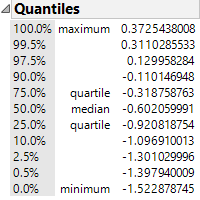 Quantiles
100.0% maximum 0.3725438008
99.5% 0.3110285533
97.5% 0.129958284
90.0% -0.110146948
75.0% quartile -0.318758763
50.0% median -0.602059991
25.0% quartile -0.920818754
10.0% -1.096910013
2.5% -1.301029996
0.5% -1.397940009
0.0% minimum -1.522878745